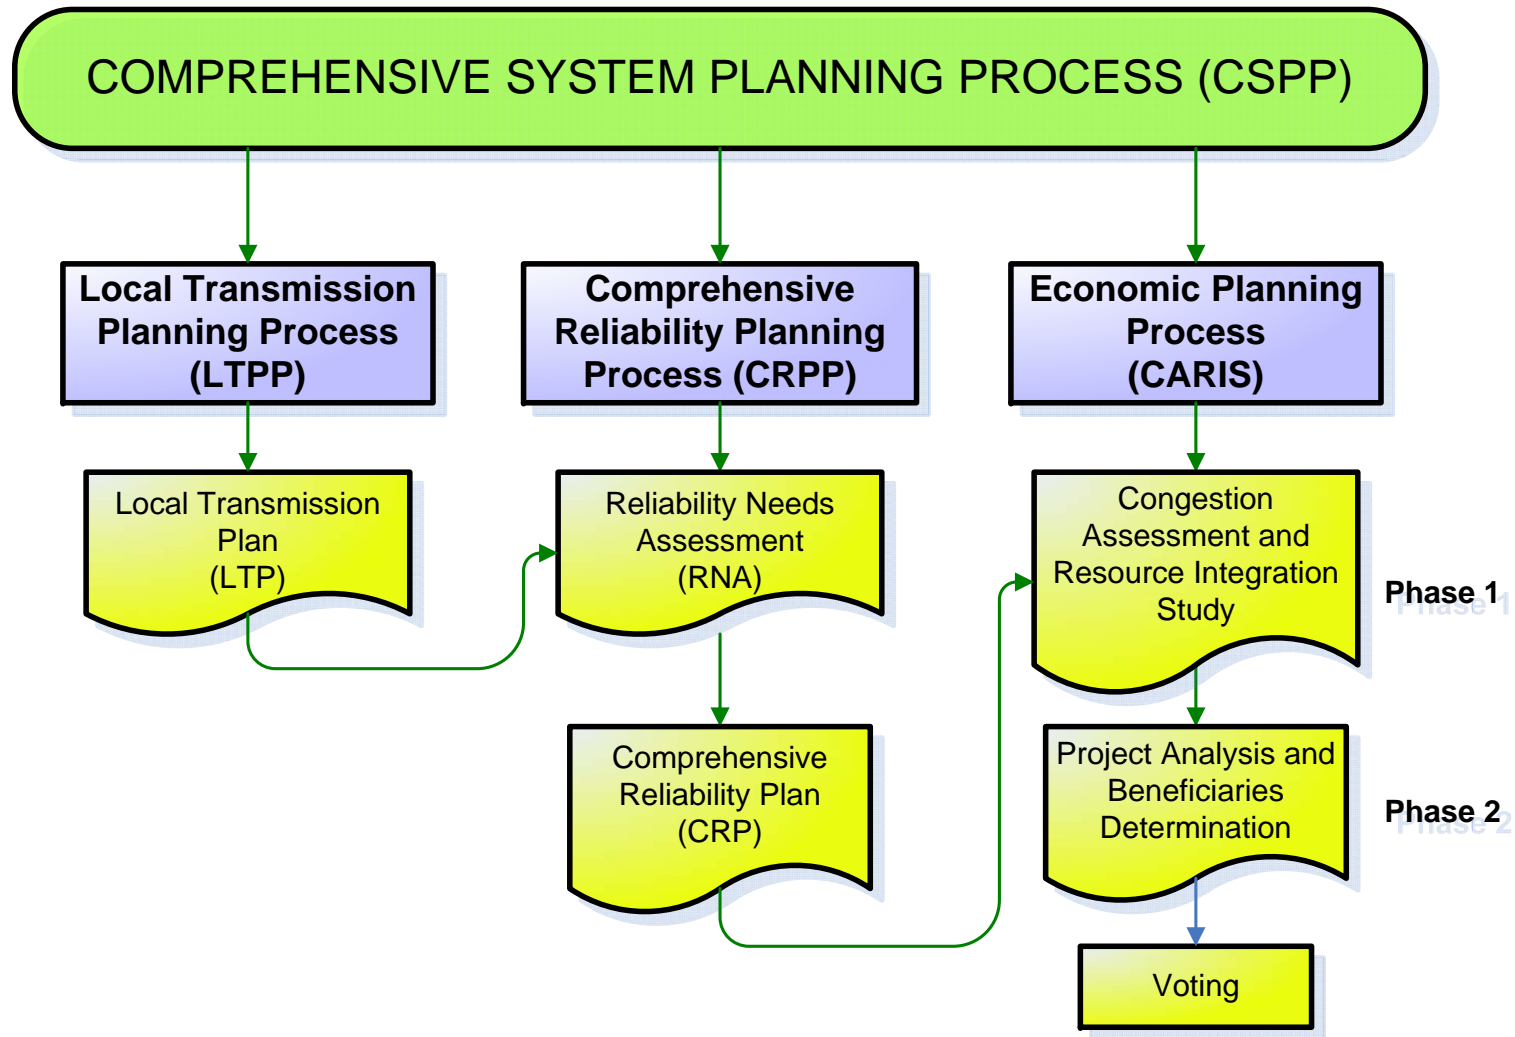 COMPREHENSIVE SYSTEM PLANNING PROCESS (CSPP)
Local Transmission
Planning Process
(LTPP)
Comprehensive
Reliability Planning
Process (CRPP)
Economic Planning
Process
(CARIS)
Local Transmission
Plan
(LTP)
Reliability Needs
Assessment
(RNA)
Congestion
Assessment and
Resource Integration
Study
Phase 1
Comprehensive
Reliability Plan
(CRP)
Project Analysis and
Beneficiaries
Determination
Phase 2
Voting